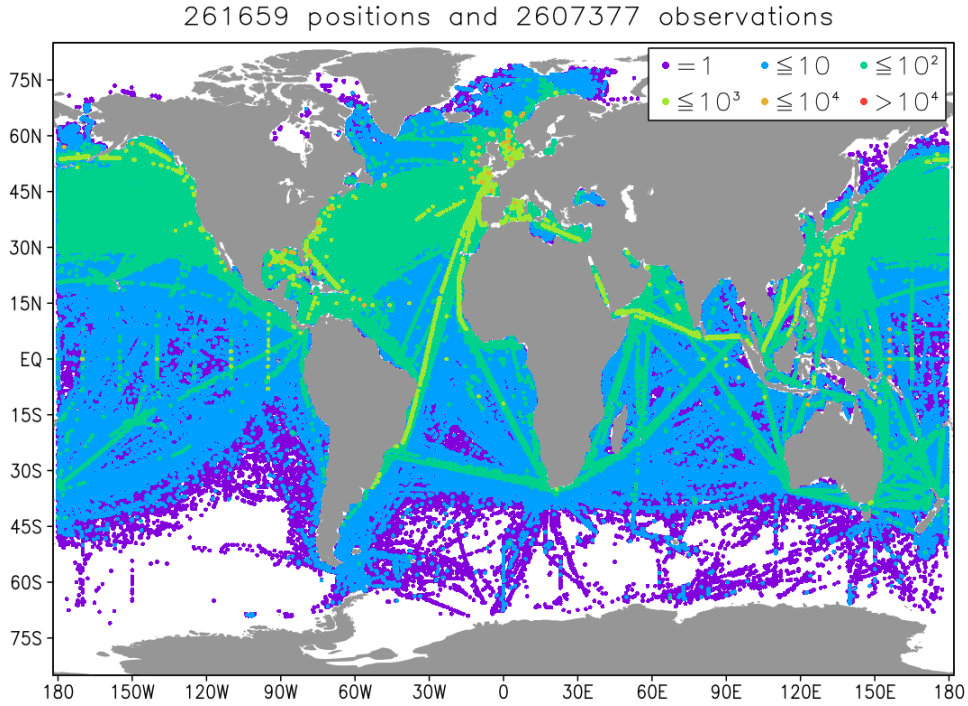 261659 positions and 2607377 observations
=1 ≦10 ≦10²
≦10³ ≦10⁴ >10⁴
75N
60N
45N
30N
15N
EQ
15S
30S
45S
60S
75S
180 150W 120W 90W 60W 30W 0 30E 60E 90E 120E 150E 180